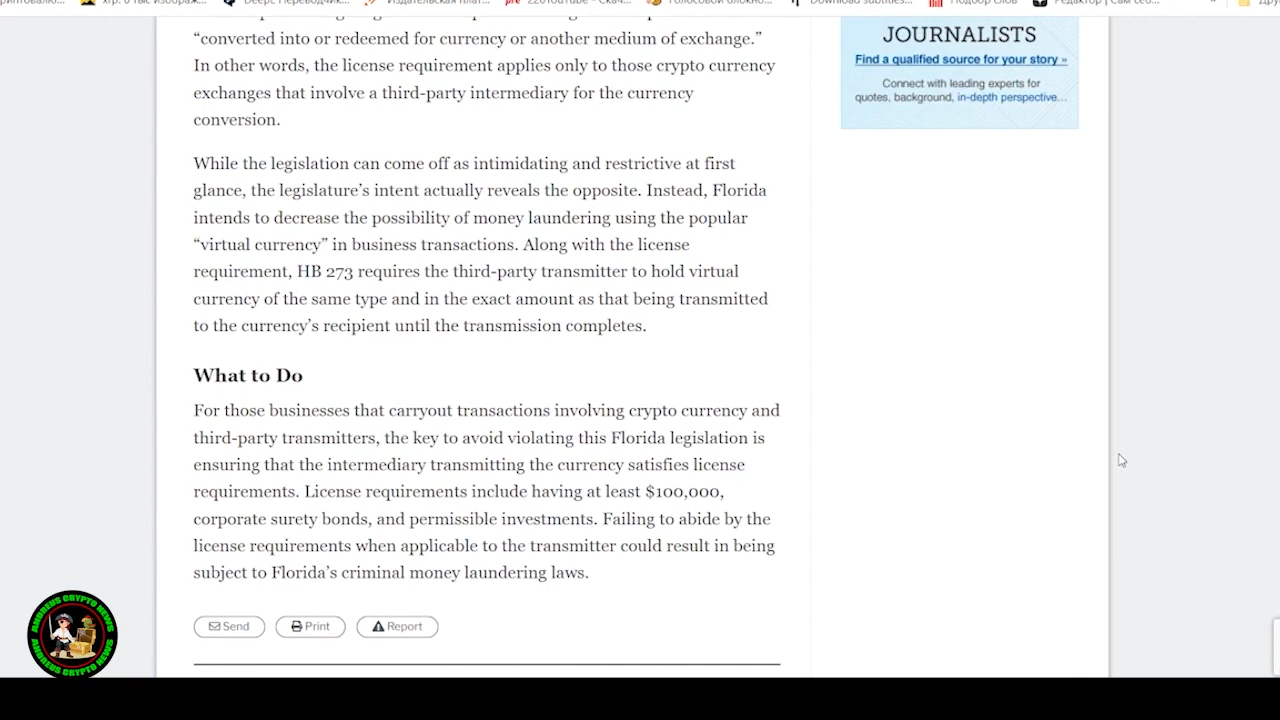 “converted into or redeemed for currency or another medium of exchange.”
In other words, the license requirement applies only to those crypto currency
exchanges that involve a third-party intermediary for the currency
conversion.
While the legislation can come off as intimidating and restrictive at first
glance, the legislature’s intent actually reveals the opposite. Instead, Florida
intends to decrease the possibility of money laundering using the popular
“virtual currency” in business transactions. Along with the license
requirement, HB 273 requires the third-party transmitter to hold virtual
currency of the same type and in the exact amount as that being transmitted
to the currency’s recipient until the transmission completes.
What to Do
For those businesses that carryout transactions involving crypto currency and
third-party transmitters, the key to avoid violating this Florida legislation is
ensuring that the intermediary transmitting the currency satisfies license
requirements. License requirements include having at least $100,000,
corporate surety bonds, and permissible investments. Failing to abide by the
license requirements when applicable to the transmitter could result in being
subject to Florida’s criminal money laundering laws.
Send
Print
Report
JOURNALISTS
Find a qualified source for your story »
Connect with leading experts for
quotes, background, in-depth perspective...
ANDREUS CRYPTO NEWS
ANDREUS CRYPTO NEWS